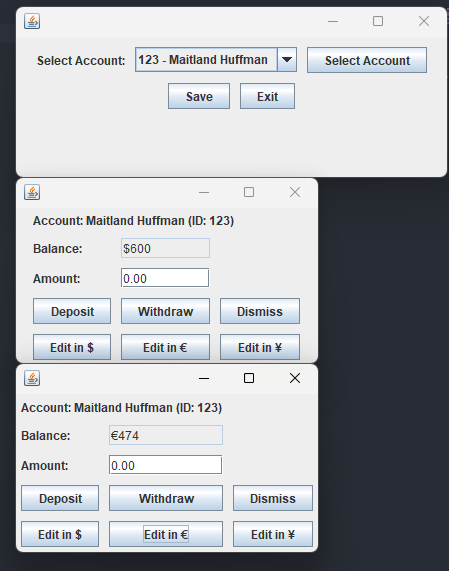 Select Account: 123 - Maitland Huffman Select Account
Save Exit
Account: Maitland Huffman (ID: 123)
Balance: $600
Amount: 0.00
Deposit Withdraw Dismiss
Edit in $ Edit in € Edit in ¥
Account: Maitland Huffman (ID: 123)
Balance: €474
Amount: 0.00
Deposit Withdraw Dismiss
Edit in $ Edit in € Edit in ¥